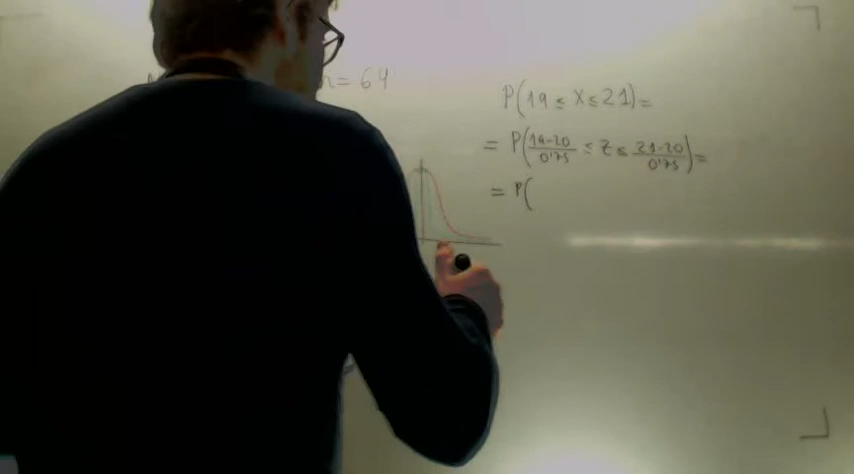 n = 64
P(19 ≤ X ≤ 21) =
= P(19-20/0'75 ≤ Z ≤ 21-20/0'75) =
= P(